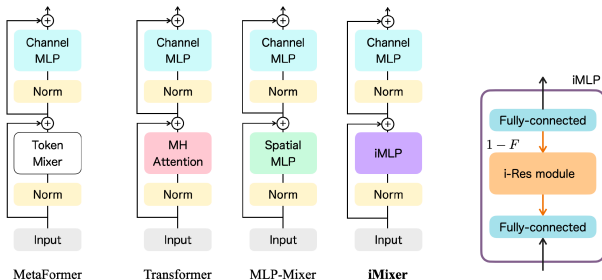 Channel
MLP
Norm
Token
Mixer
Norm
Input
MetaFormer
Channel
MLP
Norm
MH
Attention
Norm
Input
Transformer
Channel
MLP
Norm
Spatial
MLP
Norm
Input
MLP-Mixer
Channel
MLP
Norm
iMLP
Norm
Input
iMixer
iMLP
Fully-connected
1 − F
i-Res module
Fully-connected